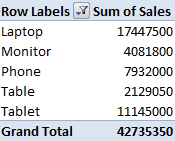 Row Labels Sum of Sales
Laptop 17447500
Monitor 4081800
Phone 7932000
Table 2129050
Tablet 11145000
Grand Total 42735350